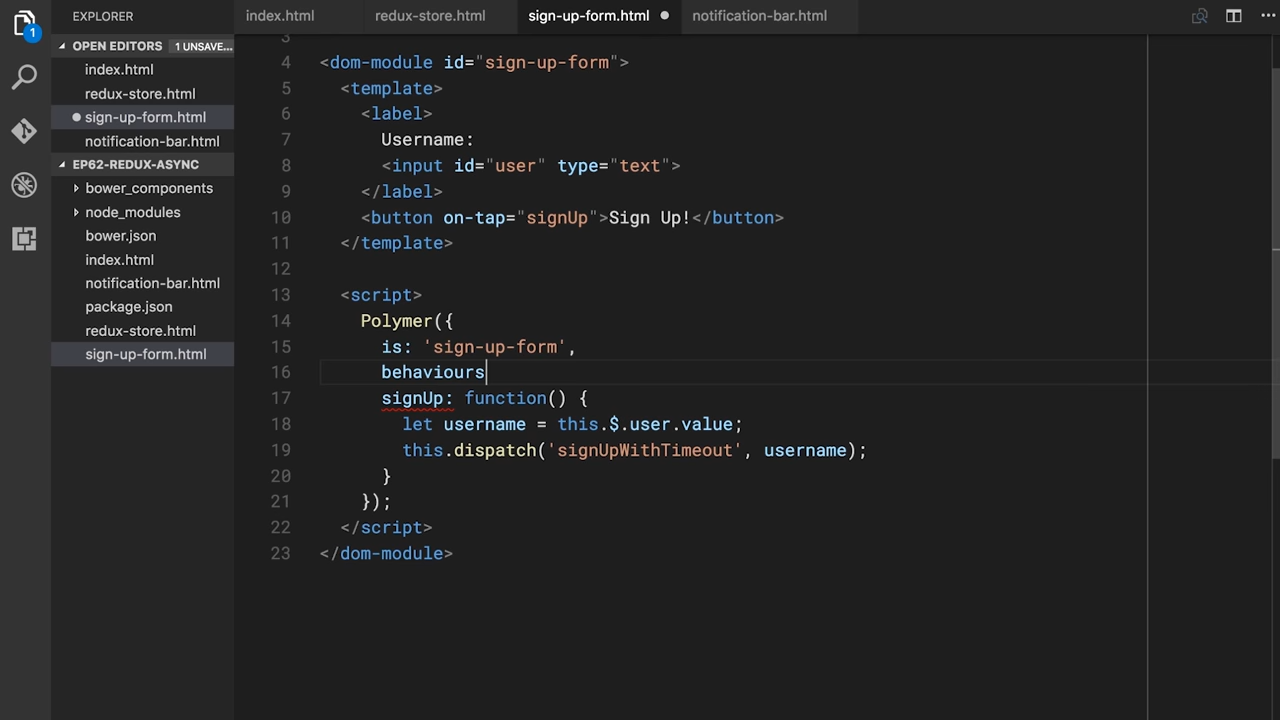 EXPLORER
index.html
redux-store.html
sign-up-form.html
notification-bar.html
1
OPEN EDITORS
1 UNSAVE...
index.html
redux-store.html
sign-up-form.html
notification-bar.html
EP62-REDUX-ASYNC
bower_components
node_modules
bower.json
index.html
notification-bar.html
package.json
redux-store.html
sign-up-form.html
3
4 <dom-module id="sign-up-form">
5 <template>
6 <label>
7 Username:
8 <input id="user" type="text">
9 </label>
10 <button on-tap="signUp">Sign Up!</button>
11 </template>
12
13 <script>
14 Polymer({
15 is: 'sign-up-form',
16 behaviours
17 signUp: function() {
18 let username = this.$.user.value;
19 this.dispatch('signUpWithTimeout', username);
20 }
21 });
22 </script>
23 </dom-module>